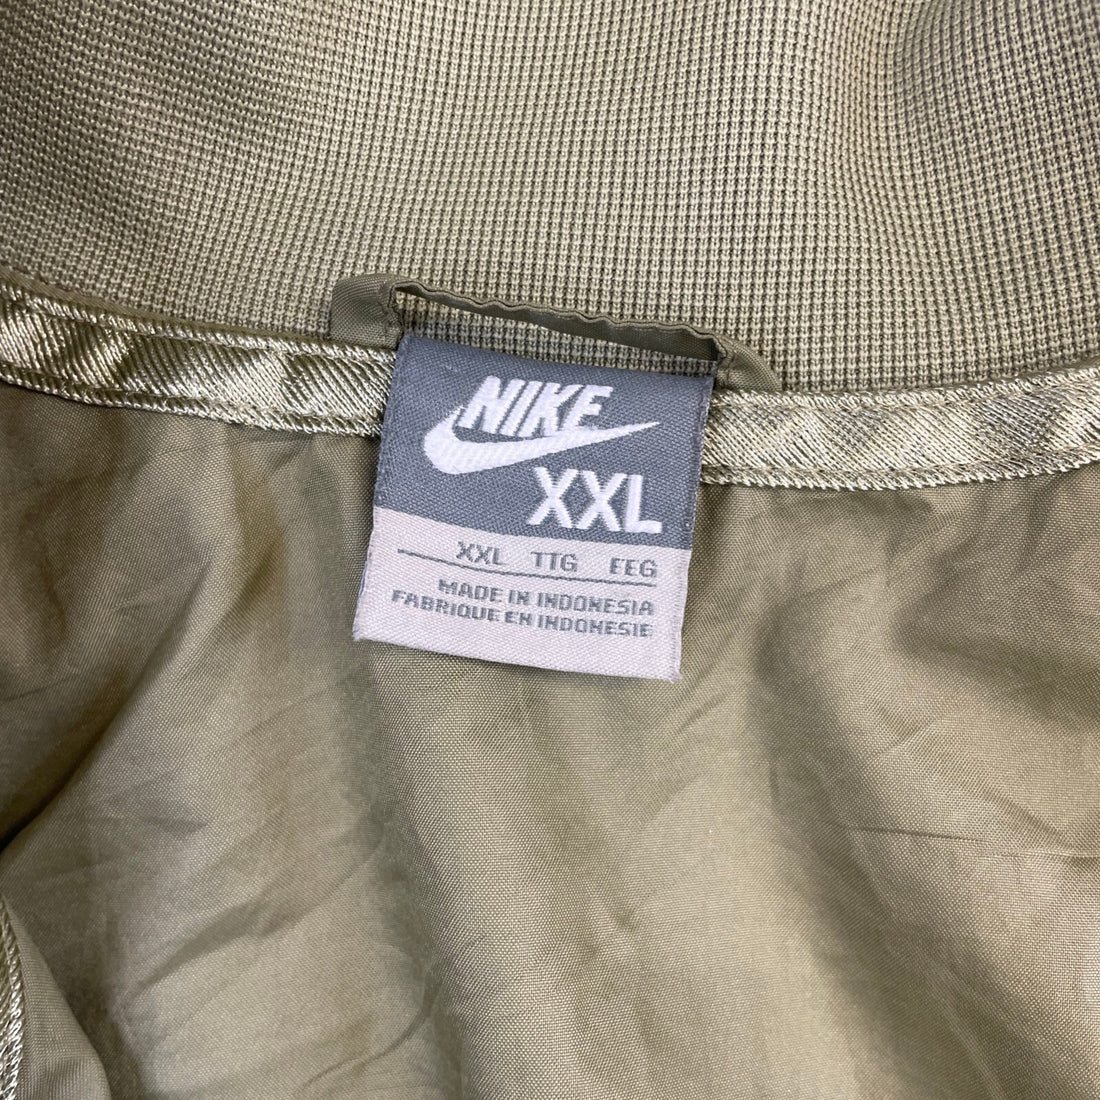 NIKE
XXL
XXL TTG EEG
MADE IN INDONESIA
FABRIQUE EN INDONESIE